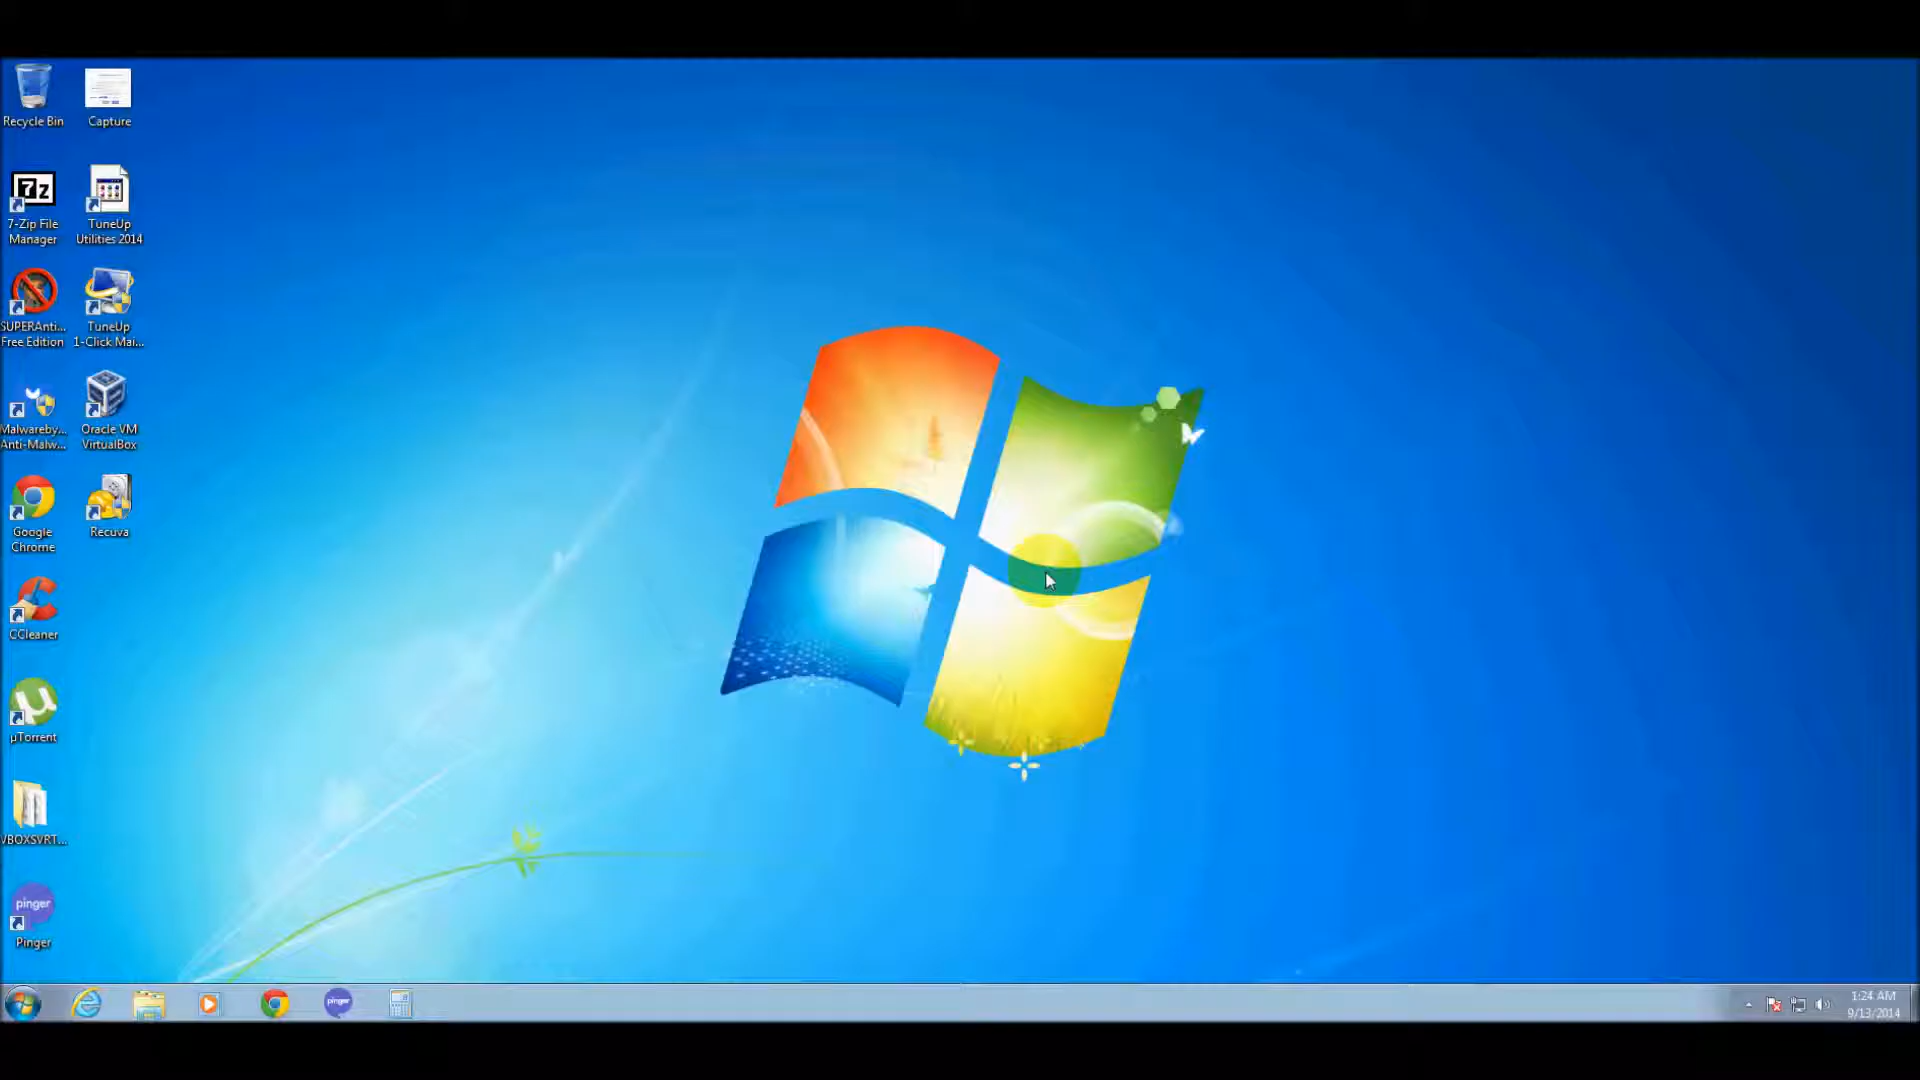 Recycle Bin
Capture
7-Zip File
Manager
TuneUp
Utilities 2014
SUPERAnti...
Free Edition
TuneUp
1-Click Mai...
Malwareby...
Anti-Malw...
Oracle VM
VirtualBox
Google
Chrome
Recuva
CCleaner
µTorrent
VBOXSVRT...
pinger
Pinger
pinger
1:24 AM
9/13/2014